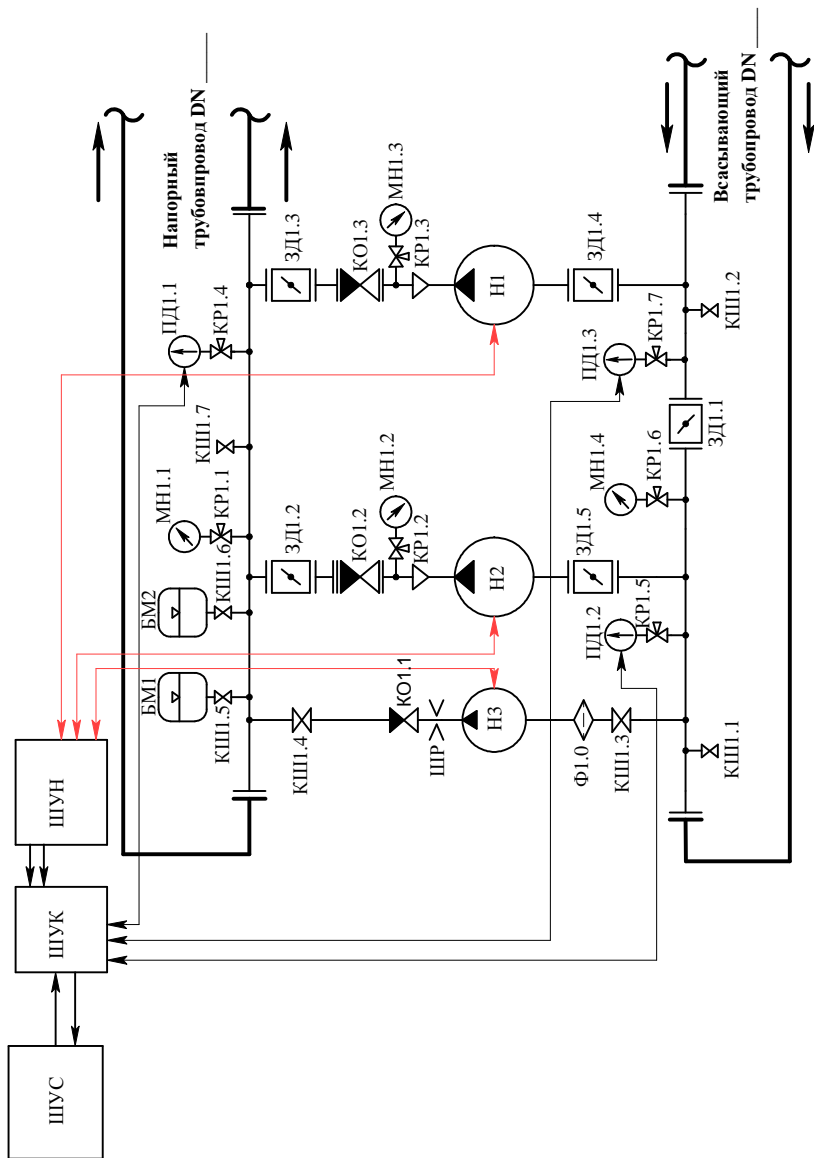 ШУС
ШУК
ШУН
Напорный
трубовпровод DN
Всасывающий
трубопровод DN
БМ1
КШ1.5
БМ2
КШ1.6
МН1.1
КР1.1
КШ1.7
ПД1.1
КР1.4
КШ1.4
КО1.1
ШР
Н3
Ф1.0
КШ1.3
КШ1.1
ЗД1.2
КО1.2
МН1.2
КР1.2
Н2
ЗД1.5
ПД1.2
КР1.5
МН1.4
КР1.6
ЗД1.1
ЗД1.3
КО1.3
МН1.3
КР1.3
Н1
ЗД1.4
ПД1.3
КР1.7
КШ1.2